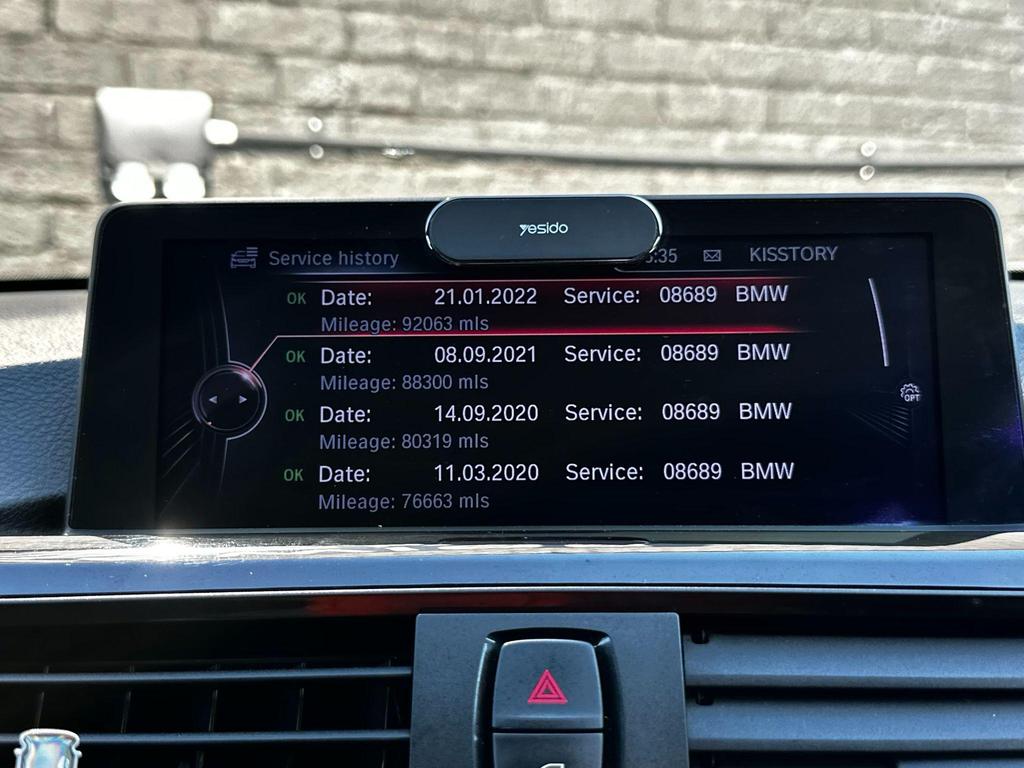 yesido
Service history :35 KISSTORY
OK Date: 21.01.2022 Service: 08689 BMW
Mileage: 92063 mls
OK Date: 08.09.2021 Service: 08689 BMW
Mileage: 88300 mls
OK Date: 14.09.2020 Service: 08689 BMW
Mileage: 80319 mls
OK Date: 11.03.2020 Service: 08689 BMW
Mileage: 76663 mls
OPT